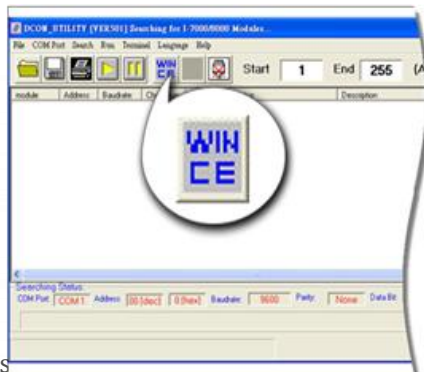 DCON_UTILITY [VER501] Searching for I-7000/8000 Modules...
File COM Port Search Run Terminal Language Help
WIN CE Start 1 End 255 (A
module Address Baudrate Description
WIN
CE
Searching Status:
COM Port: COM 1 Address: 00 [dec] 0 [hex] Baudrate: 9600 Parity: None Data Bit
S